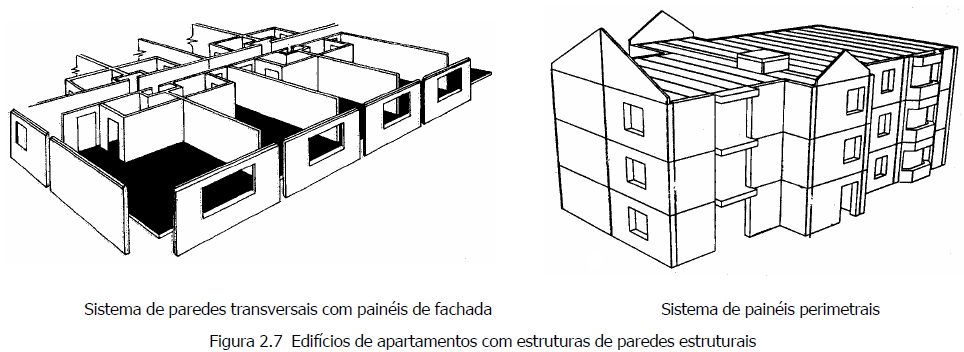 Sistema de paredes transversais com painéis de fachada
Sistema de painéis perimetrais
Figura 2.7 Edifícios de apartamentos com estruturas de paredes estruturais